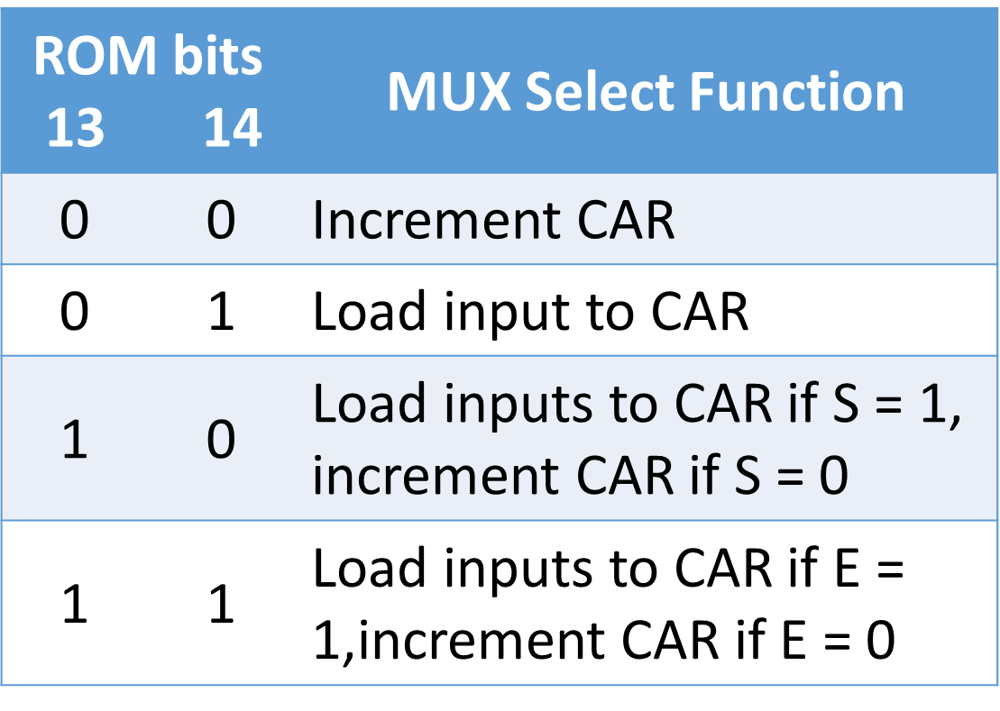 ROM bits
13 14 MUX Select Function
0 0 Increment CAR
0 1 Load input to CAR
1 0 Load inputs to CAR if S = 1,
increment CAR if S = 0
1 1 Load inputs to CAR if E =
1,increment CAR if E = 0